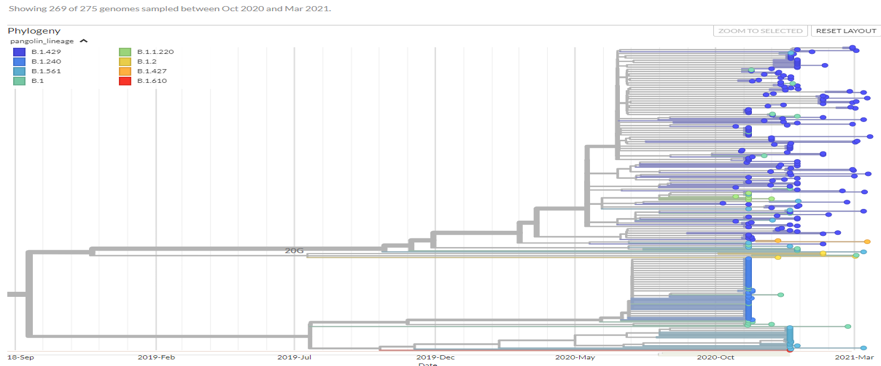 Showing 269 of 275 genomes sampled between Oct 2020 and Mar 2021.
Phylogeny
ZOOM TO SELECTED RESET LAYOUT
pangolin_lineage
B.1.429 B.1.1.220
B.1.240 B.1.2
B.1.561 B.1.427
B.1 B.1.610
20G
18-Sep 2019-Feb 2019-Jul 2019-Dec 2020-May 2020-Oct 2021-Mar
Date